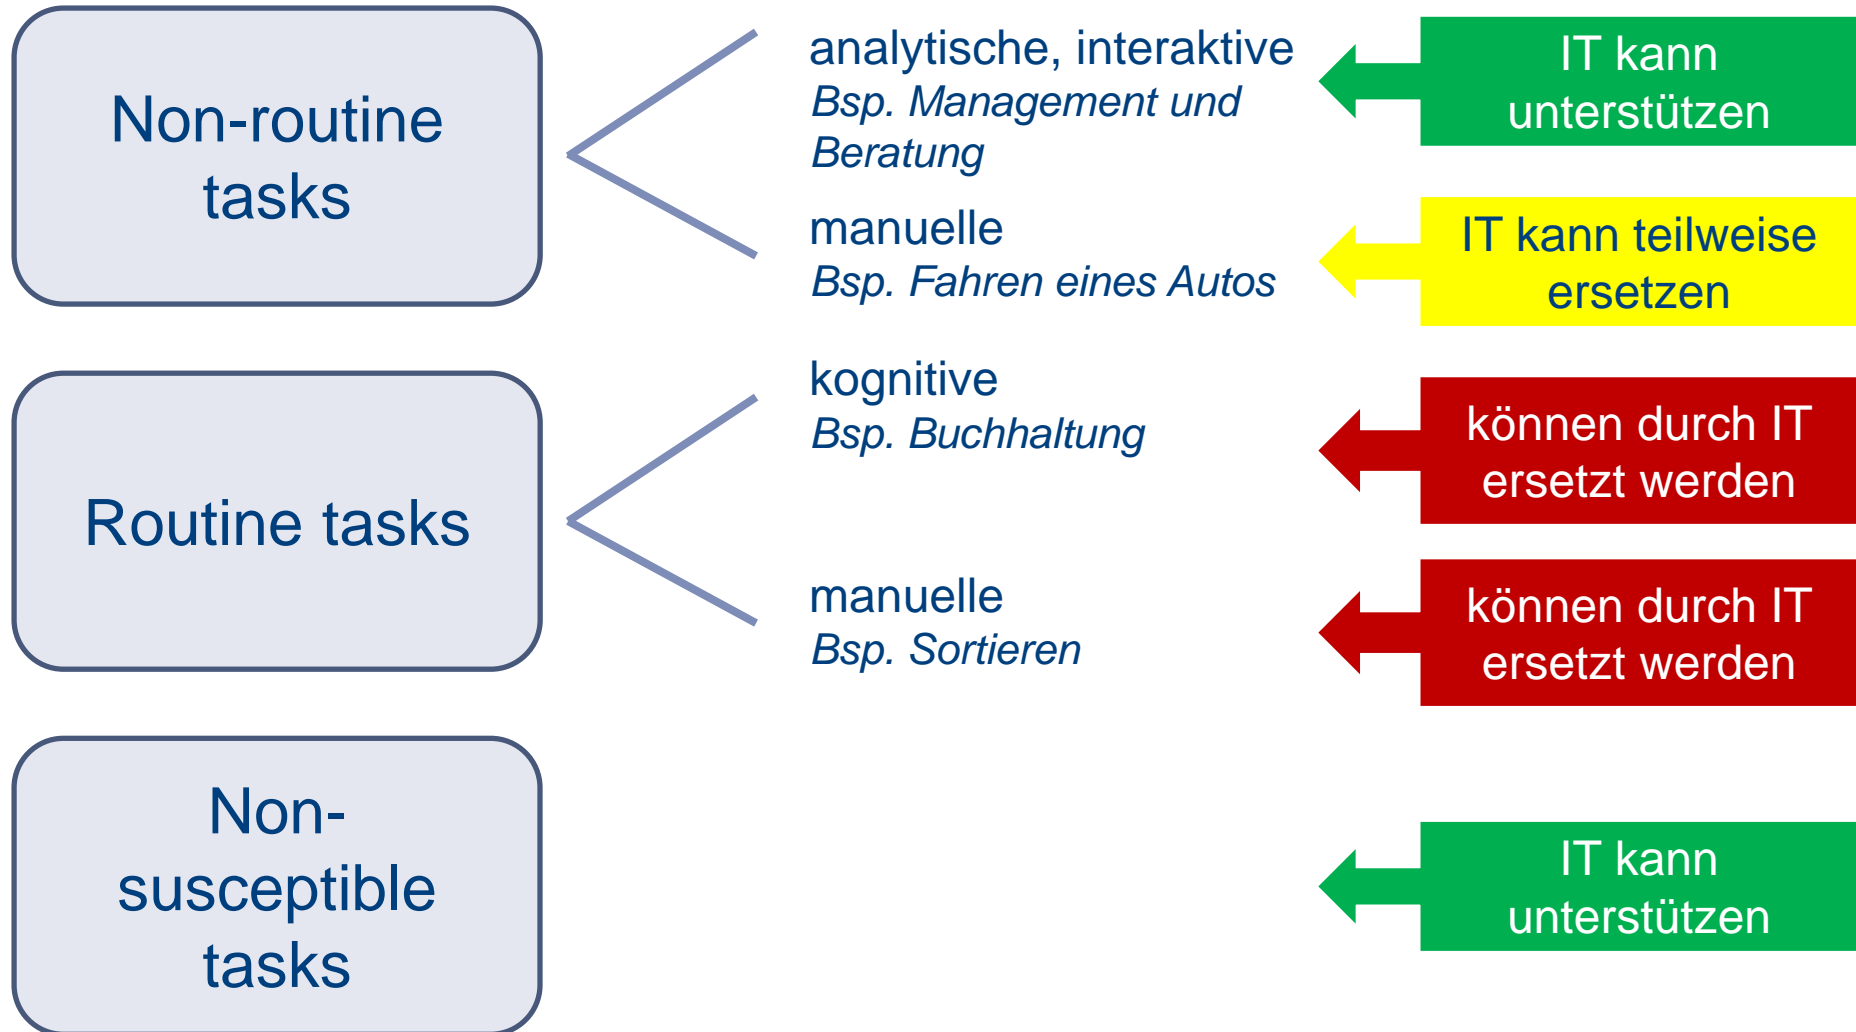 Non-routine
tasks
analytische, interaktive
Bsp. Management und
Beratung
IT kann
unterstützen
manuelle
Bsp. Fahren eines Autos
IT kann teilweise
ersetzen
Routine tasks
kognitive
Bsp. Buchhaltung
können durch IT
ersetzt werden
manuelle
Bsp. Sortieren
können durch IT
ersetzt werden
Non-
susceptible
tasks
IT kann
unterstützen